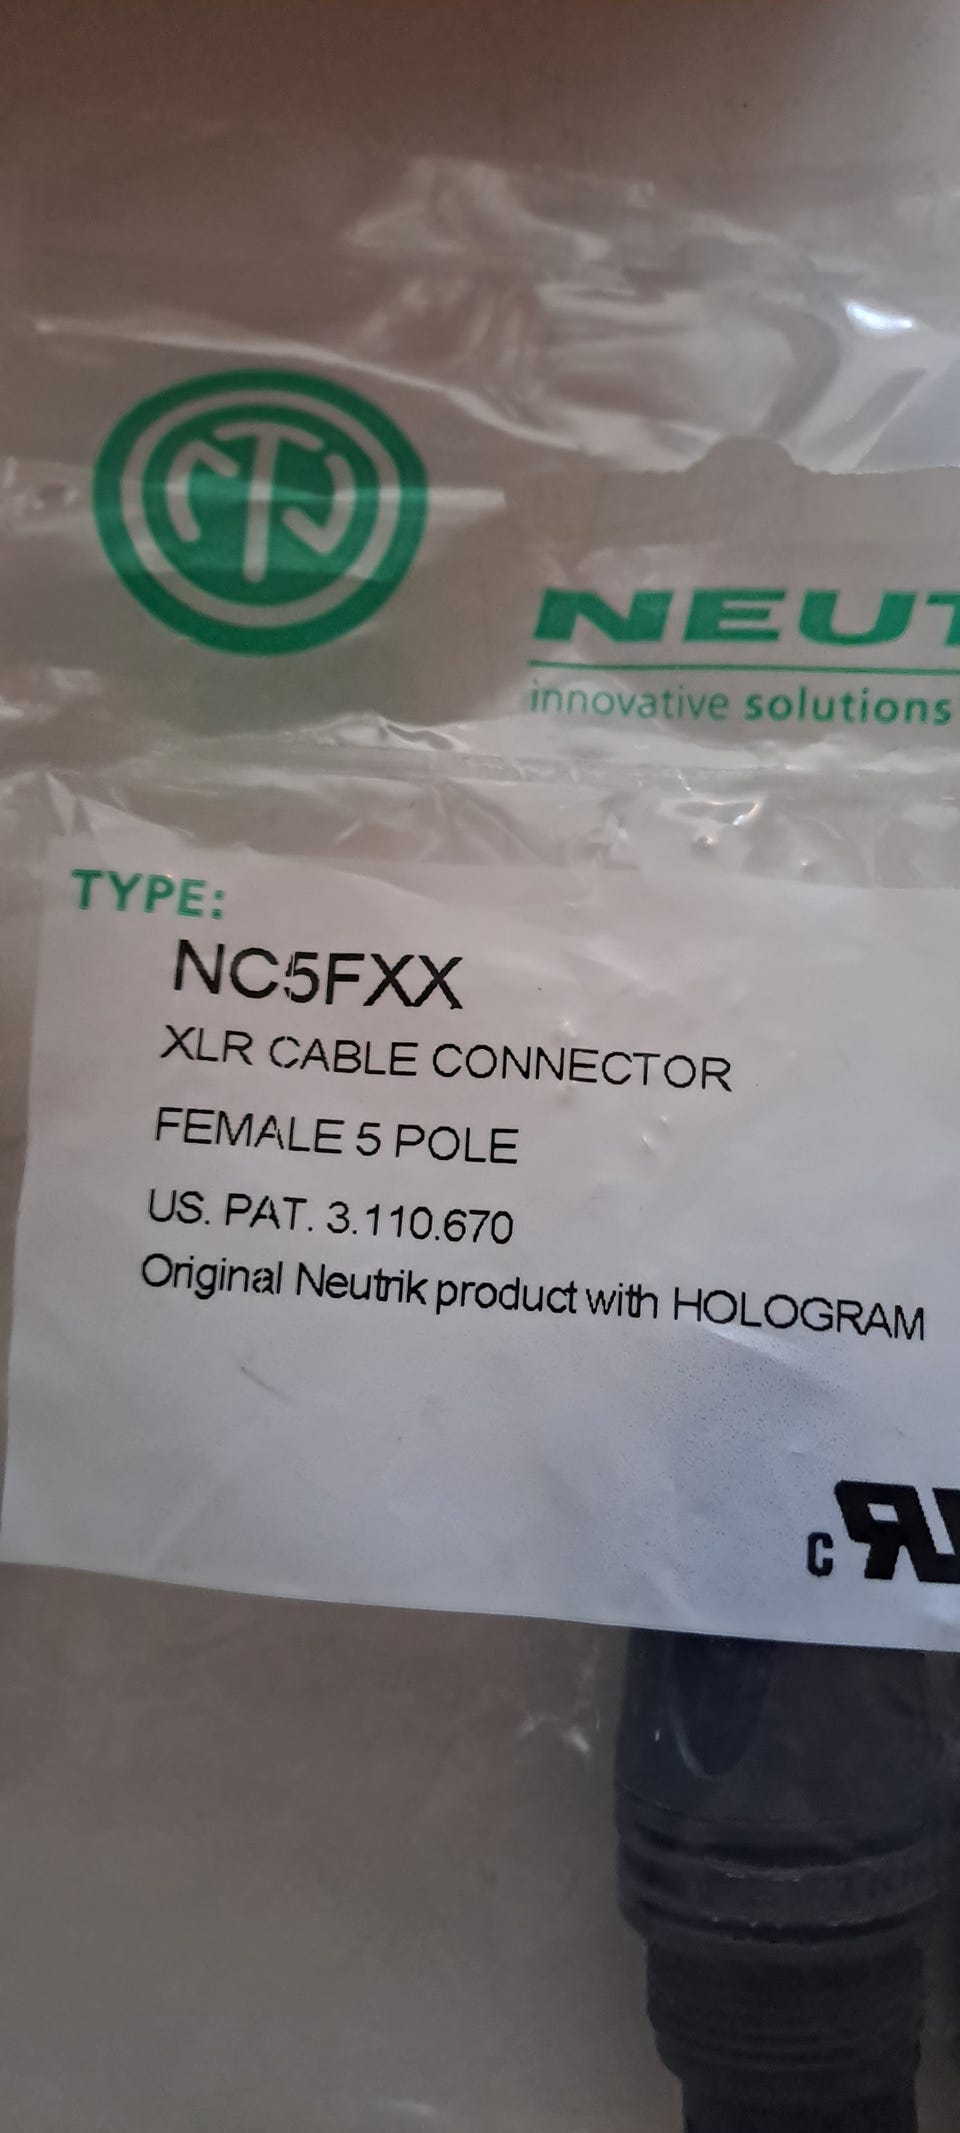 NEUT
innovative solutions
TYPE:
NC5FXX
XLR CABLE CONNECTOR
FEMALE 5 POLE
US. PAT. 3.110.670
Original Neutrik product with HOLOGRAM
c